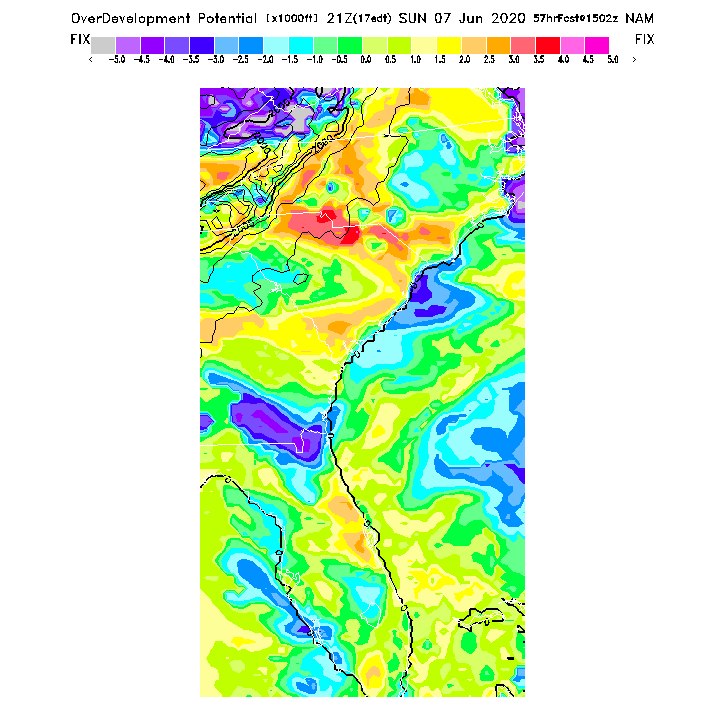 OverDevelopment Potential [x1000ft] 21Z(17edt) SUN 07 Jun 2020 57hrFcst@1502z NAM
FIX FIX
< -5.0 -4.5 -4.0 -3.5 -3.0 -2.5 -2.0 -1.5 -1.0 -0.5 0.0 0.5 1.0 1.5 2.0 2.5 3.0 3.5 4.0 4.5 5.0 >
2000
2000